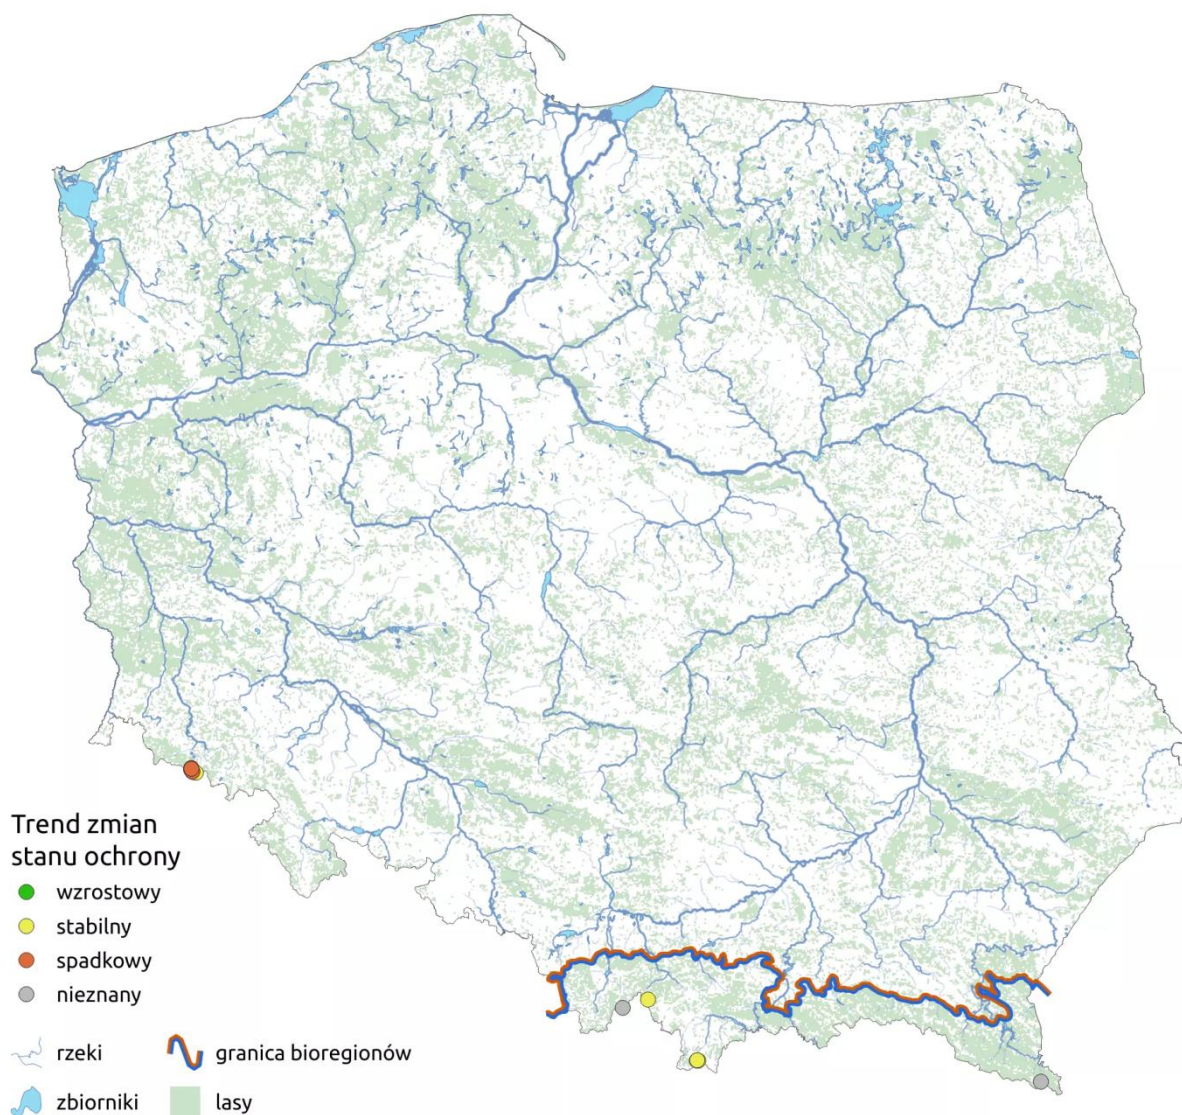 Trend zmian
stanu ochrony
wzrostowy
stabilny
spadkowy
nieznany
rzeki
granica bioregionów
zbiorniki
lasy